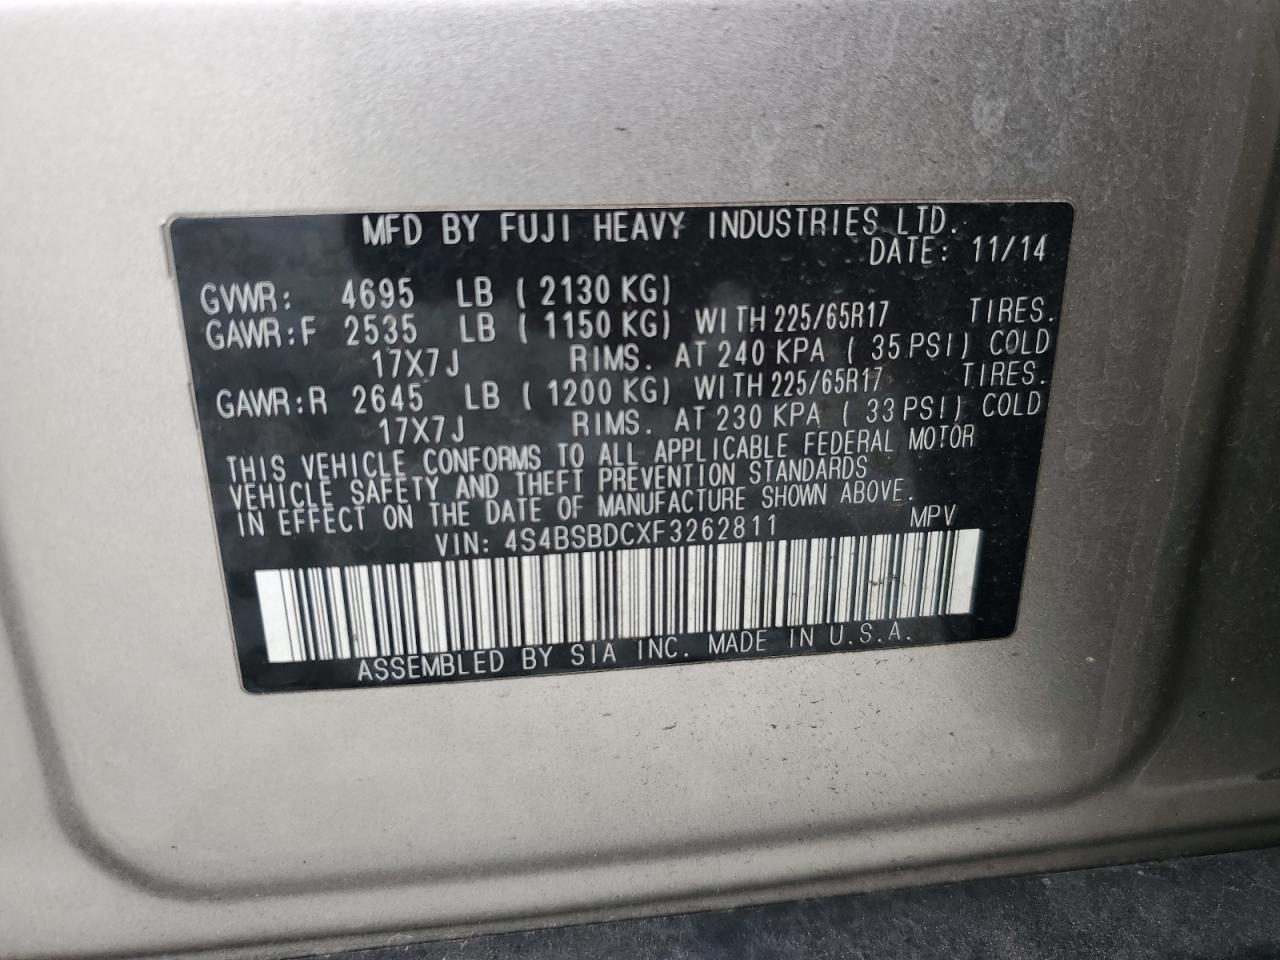 MFD BY FUJI HEAVY INDUSTRIES LTD.
DATE: 11/14
GVWR: 4695 LB ( 2130 KG)
GAWR:F 2535 LB ( 1150 KG) WITH 225/65R17 TIRES.
17X7J RIMS. AT 240 KPA ( 35 PSI) COLD
GAWR:R 2645 LB ( 1200 KG) WITH 225/65R17 TIRES.
17X7J RIMS. AT 230 KPA ( 33 PSI) COLD
THIS VEHICLE CONFORMS TO ALL APPLICABLE FEDERAL MOTOR
VEHICLE SAFETY AND THEFT PREVENTION STANDARDS
IN EFFECT ON THE DATE OF MANUFACTURE SHOWN ABOVE.
VIN: 4S4BSBDCXF3262811 MPV
ASSEMBLED BY SIA INC. MADE IN U.S.A.